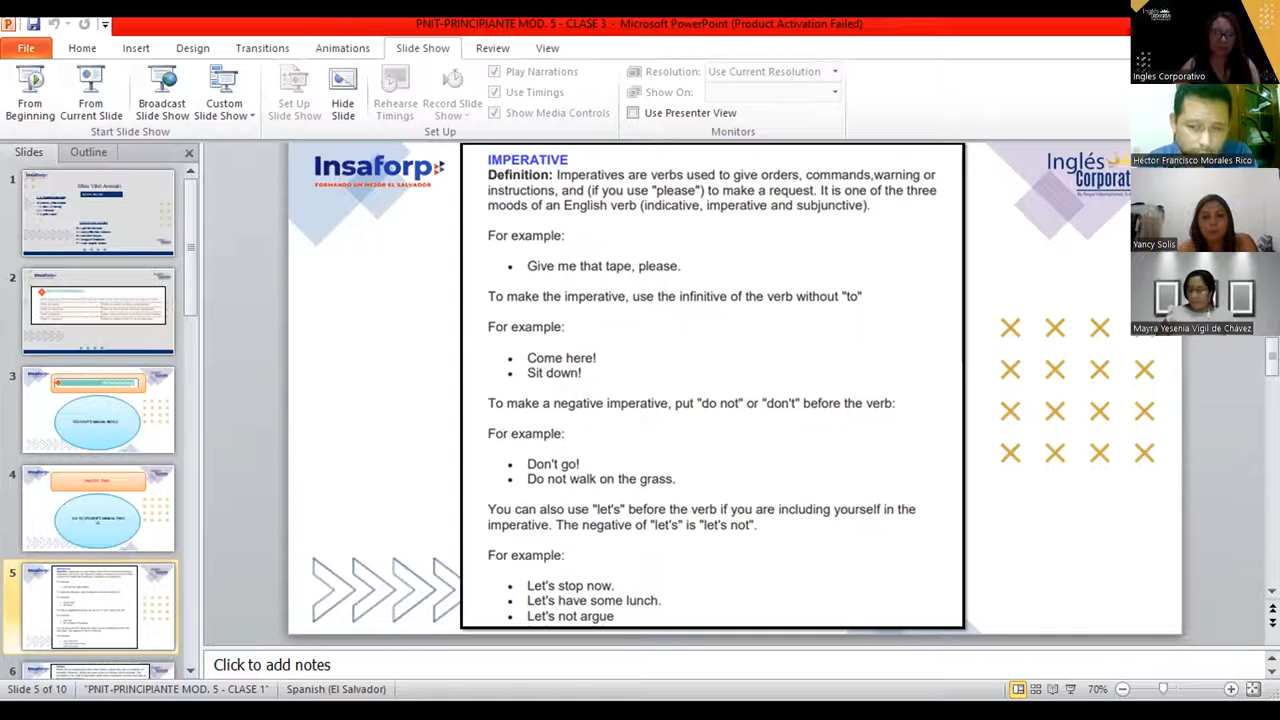 PNIT-PRINCIPIANTE MOD. 5 - CLASE 3 - Microsoft PowerPoint (Product Activation Failed)
File Home Insert Design Transitions Animations Slide Show Review View
From Beginning
From Current Slide
Broadcast Slide Show
Custom Slide Show
Set Up Slide Show
Hide Slide
Rehearse Timings
Record Slide Show
Play Narrations
Use Timings
Show Media Controls
Resolution: Use Current Resolution
Show On:
Use Presenter View
Start Slide Show
Set Up
Monitors
Slides Outline
1
2
3
4
5
6
Insaforp
FORMANDO UN MEJOR EL SALVADOR
Inglés
Corporat
IMPERATIVE
Definition: Imperatives are verbs used to give orders, commands,warning or
instructions, and (if you use "please") to make a request. It is one of the three
moods of an English verb (indicative, imperative and subjunctive).
For example:
• Give me that tape, please.
To make the imperative, use the infinitive of the verb without "to"
For example:
• Come here!
• Sit down!
To make a negative imperative, put "do not" or "don't" before the verb:
For example:
• Don't go!
• Do not walk on the grass.
You can also use "let's" before the verb if you are including yourself in the
imperative. The negative of "let's" is "let's not".
For example:
• Let's stop now.
• Let's have some lunch.
• Let's not argue
Ingles Corporativo
Héctor Francisco Morales Rico
Yancy Solis
Mayra Yesenia Vigil de Chávez
Click to add notes
Slide 5 of 10 "PNIT-PRINCIPIANTE MOD. 5 - CLASE 1" Spanish (El Salvador) 70%